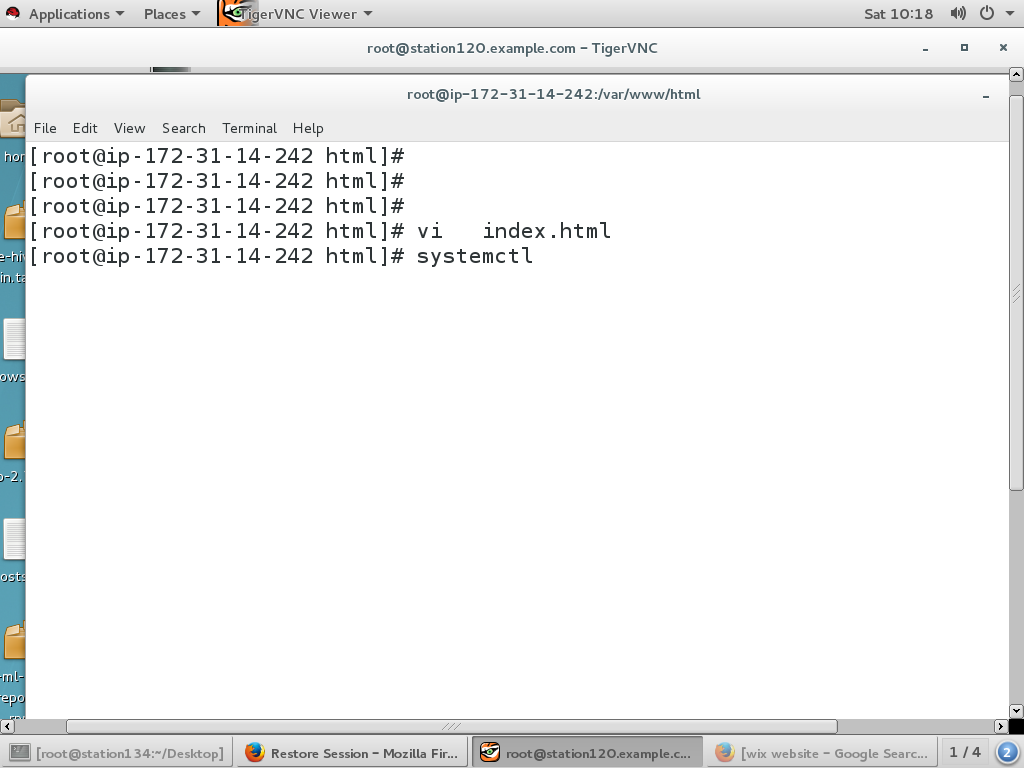 Applications Places TigerVNC Viewer Sat 10:18
root@station120.example.com – TigerVNC
root@ip-172-31-14-242:/var/www/html
File Edit View Search Terminal Help
[root@ip-172-31-14-242 html]#
[root@ip-172-31-14-242 html]#
[root@ip-172-31-14-242 html]#
[root@ip-172-31-14-242 html]# vi   index.html
[root@ip-172-31-14-242 html]# systemctl
hor
e-hiv
in.ta
ows
o-2.
osts
-ml-
repo
[root@station134:~/Desktop] Restore Session – Mozilla Fir... root@station120.example.c... [wix website – Google Searc... 1 / 4 2